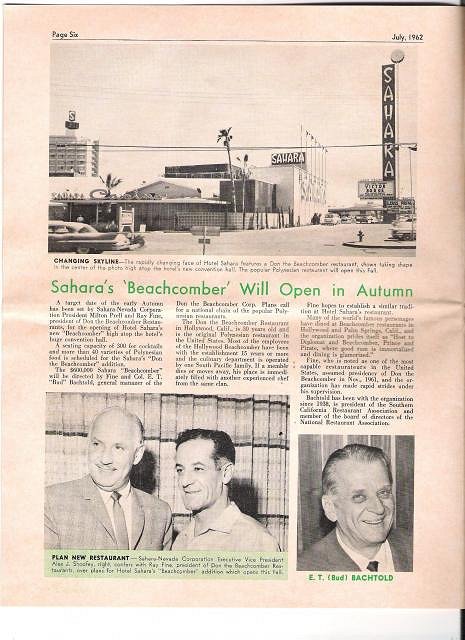 Page Six
July, 1962
S
SAHARA
SAHARA
VICTOR
BORGE
CHANGING SKYLINE—The rapidly changing face of Hotel Sahara features a Don the Beachcomber restaurant, shown taking shape
in the center of the photo high atop the hotel's new convention hall. The popular Polynesian restaurant will open this Fall.
Sahara's 'Beachcomber' Will Open in Autumn
A target date of the early Autumn
has been set by Sahara-Nevada Corpora-
tion President Milton Prell and Ray Fine,
president of Don the Beachcomber Restau-
rants, for the opening of Hotel Sahara's
new "Beachcomber" high atop the hotel's
huge convention hall.
A seating capacity of 300 for cocktails
and more than 40 varieties of Polynesian
food is scheduled for the Sahara's "Don
the Beachcomber" addition.
The $600,000 Sahara "Beachcomber"
will be directed by Fine and Col. E. T.
"Bud" Bachtold, general manager of the
Don the Beachcomber Corp. Plans call
for a national chain of the popular Poly-
nesian restaurants.
The Don the Beachcomber Restaurant
in Hollywood, Calif., is 30 years old and
is the original Polynesian restaurant in
the United States. Most of the employees
of the Hollywood Beachcomber have been
with the establishment 15 years or more
and the culinary department is operated
by one South Pacific family. If a member
dies or moves away, his place is immed-
iately filled with another experienced chef
from the same clan.
Fine hopes to establish a similar tradi-
tion at Hotel Sahara's restaurant.
Many of the world's famous personages
have dined at Beachcomber restaurants in
Hollywood and Palm Springs, Calif., and
the organization prides itself as "Host to
Diplomat and Beachcomber, Prince and
Pirate, where good rum is immortalized
and dining is glamorized."
Fine, who is noted as one of the most
capable restaurateurs in the United
States, assumed presidency of Don the
Beachcomber in Nov., 1961, and the or-
ganization has made rapid strides under
his supervision.
Bachtold has been with the organization
since 1938, is president of the Southern
California Restaurant Association and
member of the board of directors of the
National Restaurant Association.
PLAN NEW RESTAURANT — Sahara-Nevada Corporation Executive Vice President
Alex J. Shoofey, right, confers with Ray Fine, president of Don the Beachcomber Res-
taurants, over plans for Hotel Sahara's "Beachcomber" addition which opens this Fall.
E. T. (Bud) BACHTOLD